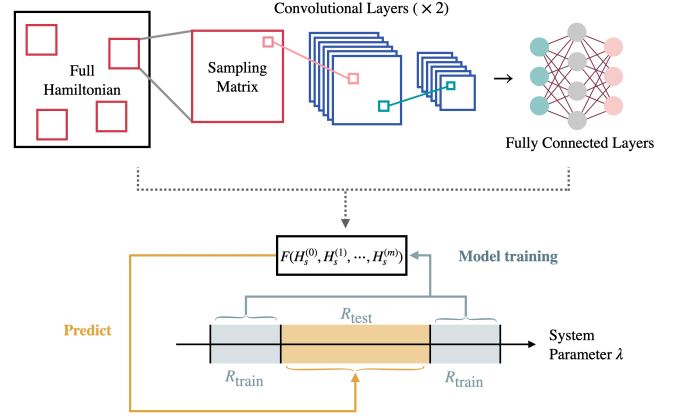 Convolutional Layers ( × 2)
Full
Hamiltonian
Sampling
Matrix
Fully Connected Layers
F(H_s^{(0)}, H_s^{(1)}, ⋯, H_s^{(m)})
Model training
Predict
R_test
System
Parameter λ
R_train
R_train